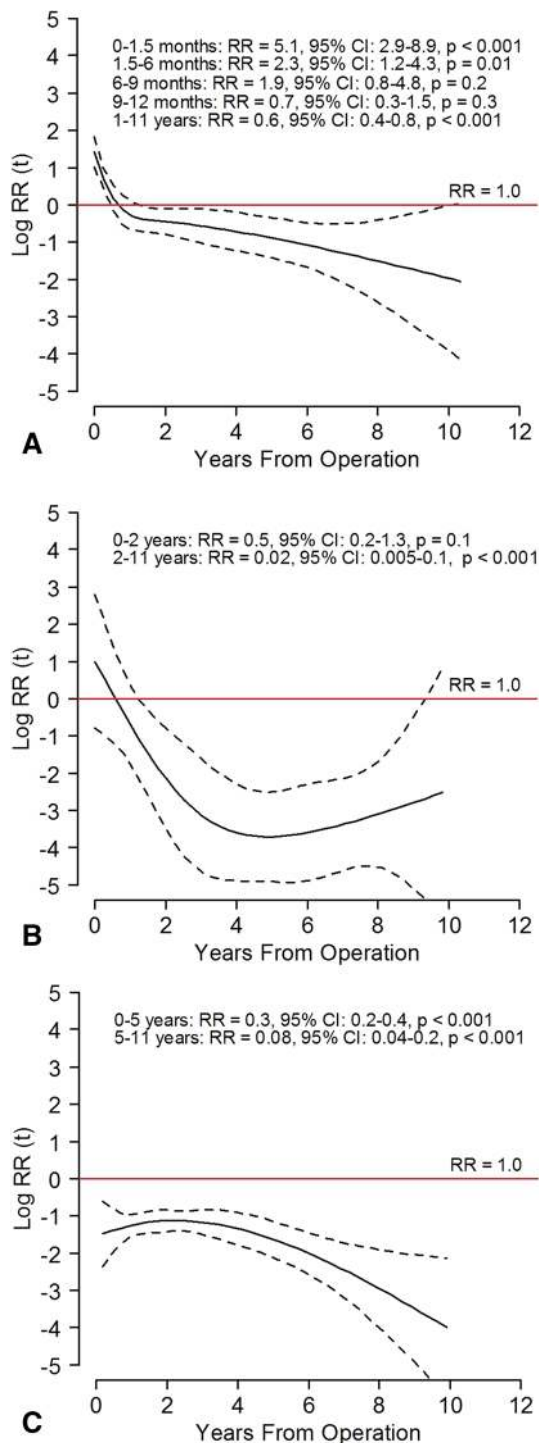 5
4
3
2
1
0
-1
-2
-3
-4
-5
Log RR (t)
0-1.5 months: RR = 5.1, 95% CI: 2.9-8.9, p < 0.001
1.5-6 months: RR = 2.3, 95% CI: 1.2-4.3, p = 0.01
6-9 months: RR = 1.9, 95% CI: 0.8-4.8, p = 0.2
9-12 months: RR = 0.7, 95% CI: 0.3-1.5, p = 0.3
1-11 years: RR = 0.6, 95% CI: 0.4-0.8, p < 0.001
RR = 1.0
0 2 4 6 8 10 12
A
Years From Operation
5
4
3
2
1
0
-1
-2
-3
-4
-5
Log RR (t)
0-2 years: RR = 0.5, 95% CI: 0.2-1.3, p = 0.1
2-11 years: RR = 0.02, 95% CI: 0.005-0.1, p < 0.001
RR = 1.0
0 2 4 6 8 10 12
B
Years From Operation
5
4
3
2
1
0
-1
-2
-3
-4
-5
Log RR (t)
0-5 years: RR = 0.3, 95% CI: 0.2-0.4, p < 0.001
5-11 years: RR = 0.08, 95% CI: 0.04-0.2, p < 0.001
RR = 1.0
0 2 4 6 8 10 12
C
Years From Operation